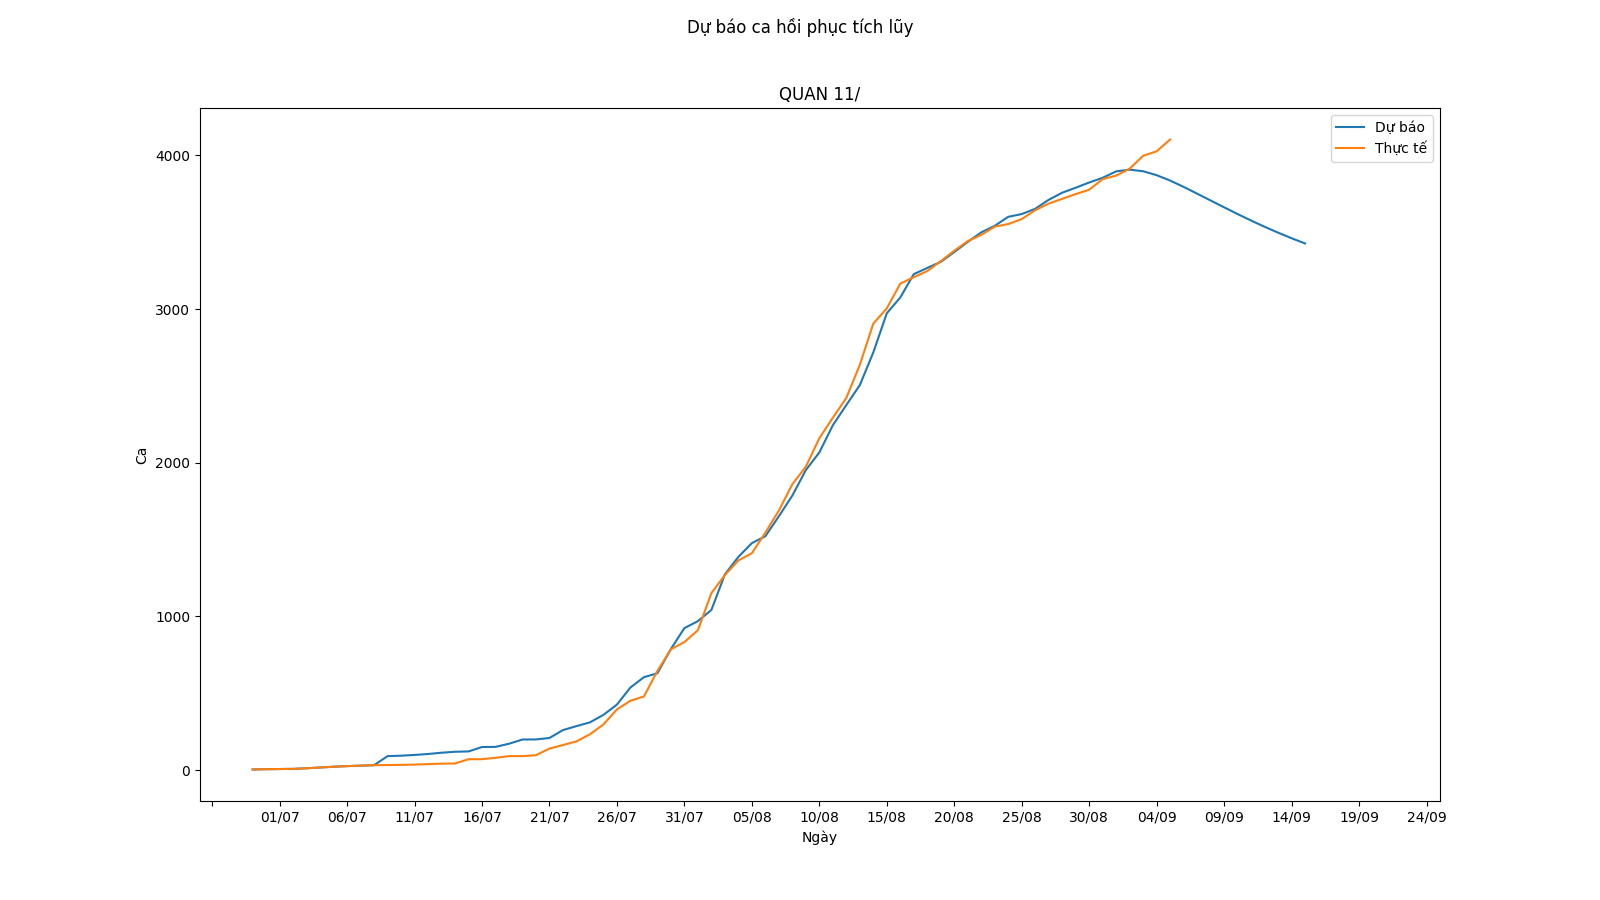 Dự báo ca hồi phục tích lũy
QUAN 11/
Dự báo
Thực tế
4000
3000
2000
1000
0
Ca
01/07 06/07 11/07 16/07 21/07 26/07 31/07 05/08 10/08 15/08 20/08 25/08 30/08 04/09 09/09 14/09 19/09 24/09
Ngày